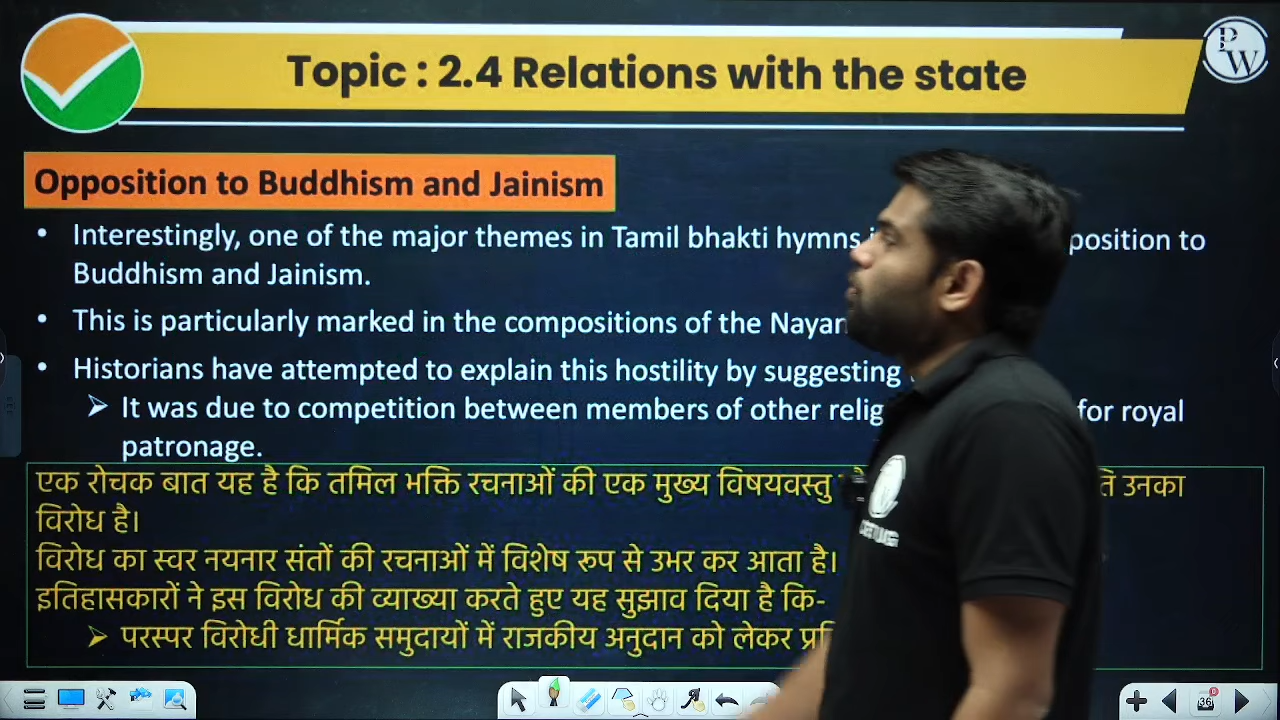 Topic : 2.4 Relations with the state
PW
Opposition to Buddhism and Jainism
• Interestingly, one of the major themes in Tamil bhakti hymns position to
Buddhism and Jainism.
• This is particularly marked in the compositions of the Nayan
• Historians have attempted to explain this hostility by suggesting
➤ It was due to competition between members of other relig for royal
patronage.
एक रोचक बात यह है कि तमिल भक्ति रचनाओं की एक मुख्य विषयवस्तु ति उनका
विरोध है।
विरोध का स्वर नयनार संतों की रचनाओं में विशेष रूप से उभर कर आता है।
इतिहासकारों ने इस विरोध की व्याख्या करते हुए यह सुझाव दिया है कि-
➤ परस्पर विरोधी धार्मिक समुदायों में राजकीय अनुदान को लेकर
36